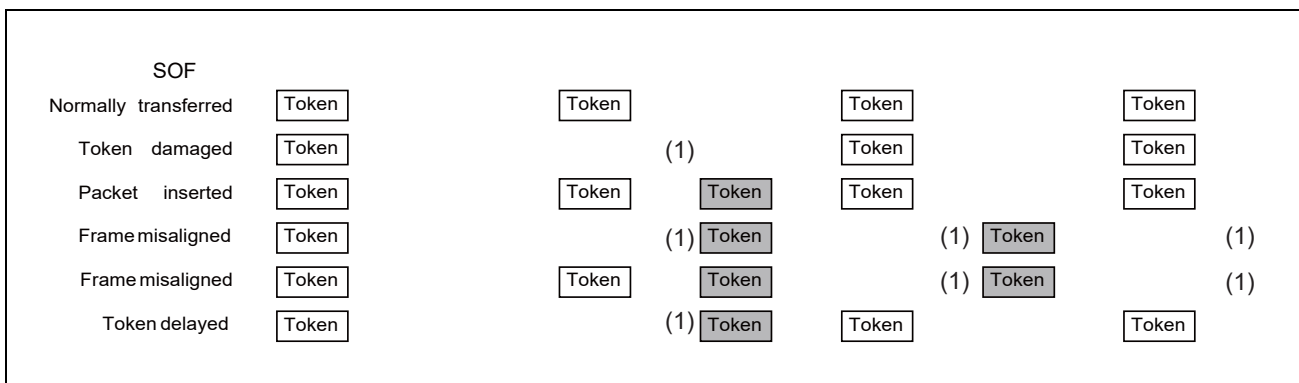 SOF
Normally transferred Token Token Token Token
Token damaged Token (1) Token Token
Packet inserted Token Token Token Token Token
Frame misaligned Token (1) Token (1) Token (1)
Frame misaligned Token Token Token (1) Token (1)
Token delayed Token (1) Token Token Token